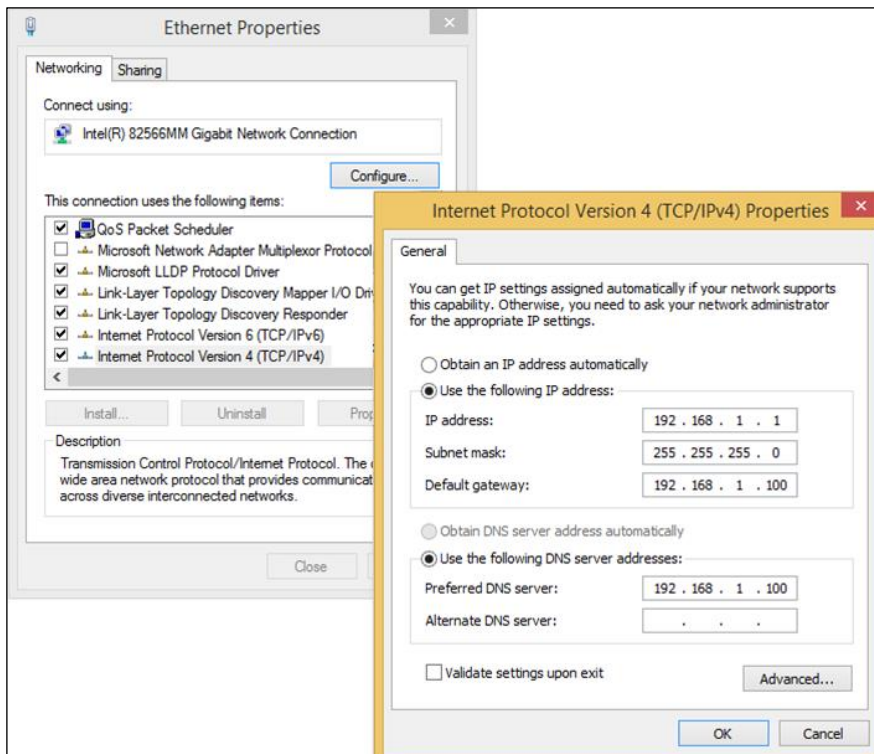 Ethernet Properties
Networking
Sharing
Connect using:
Intel(R) 82566MM Gigabit Network Connection
Configure...
This connection uses the following items:
QoS Packet Scheduler
Microsoft Network Adapter Multiplexor Protocol
Microsoft LLDP Protocol Driver
Link-Layer Topology Discovery Mapper I/O
Link-Layer Topology Discovery Responder
Internet Protocol Version 6 (TCP/IPv6)
Internet Protocol Version 4 (TCP/IPv4)
Install...
Uninstall
Description
Transmission Control Protocol/Internet Protocol. The
wide area network protocol that provides
across diverse interconnected networks.
Close
Internet Protocol Version 4 (TCP/IPv4) Properties
General
You can get IP settings assigned automatically if your network supports
this capability. Otherwise, you need to ask your network administrator
for the appropriate IP settings.
Obtain an IP address automatically
Use the following IP address:
IP address: 192 . 168 . 1 . 1
Subnet mask: 255 . 255 . 255 . 0
Default gateway: 192 . 168 . 1 . 100
Obtain DNS server address automatically
Use the following DNS server addresses:
Preferred DNS server: 192 . 168 . 1 . 100
Alternate DNS server: . . .
Validate settings upon exit
Advanced...
OK
Cancel